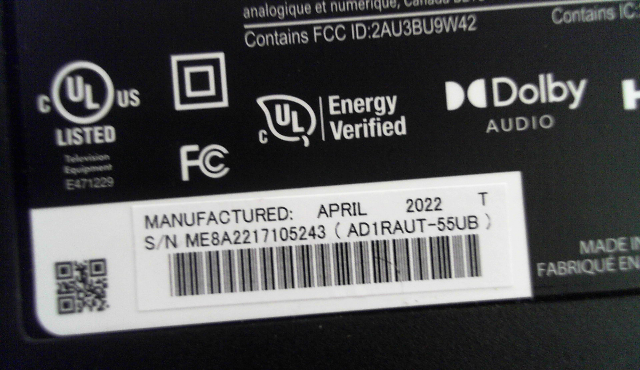 analogique et numérique, Canada
Contains FCC ID:2AU3BU9W42
Contains IC:
C UL US
LISTED
Television
Equipment
E471229
FC
C UL Energy
Verified
Dolby
AUDIO
MANUFACTURED: APRIL 2022 T
S/N ME8A2217105243 ( AD1RAUT-55UB )
MADE IN
FABRIQUÉ EN